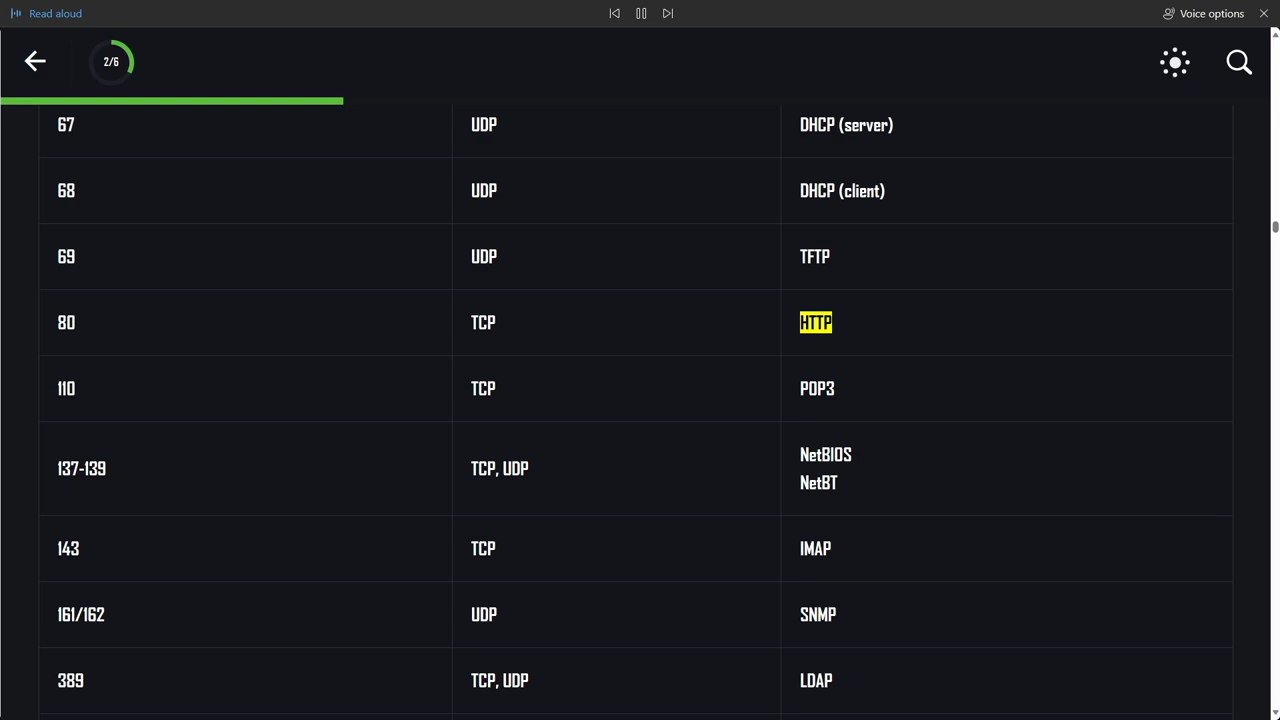 Read aloud
Voice options
2/6
67 UDP DHCP (server)
68 UDP DHCP (client)
69 UDP TFTP
80 TCP HTTP
110 TCP POP3
137-139 TCP, UDP NetBIOS
NetBT
143 TCP IMAP
161/162 UDP SNMP
389 TCP, UDP LDAP